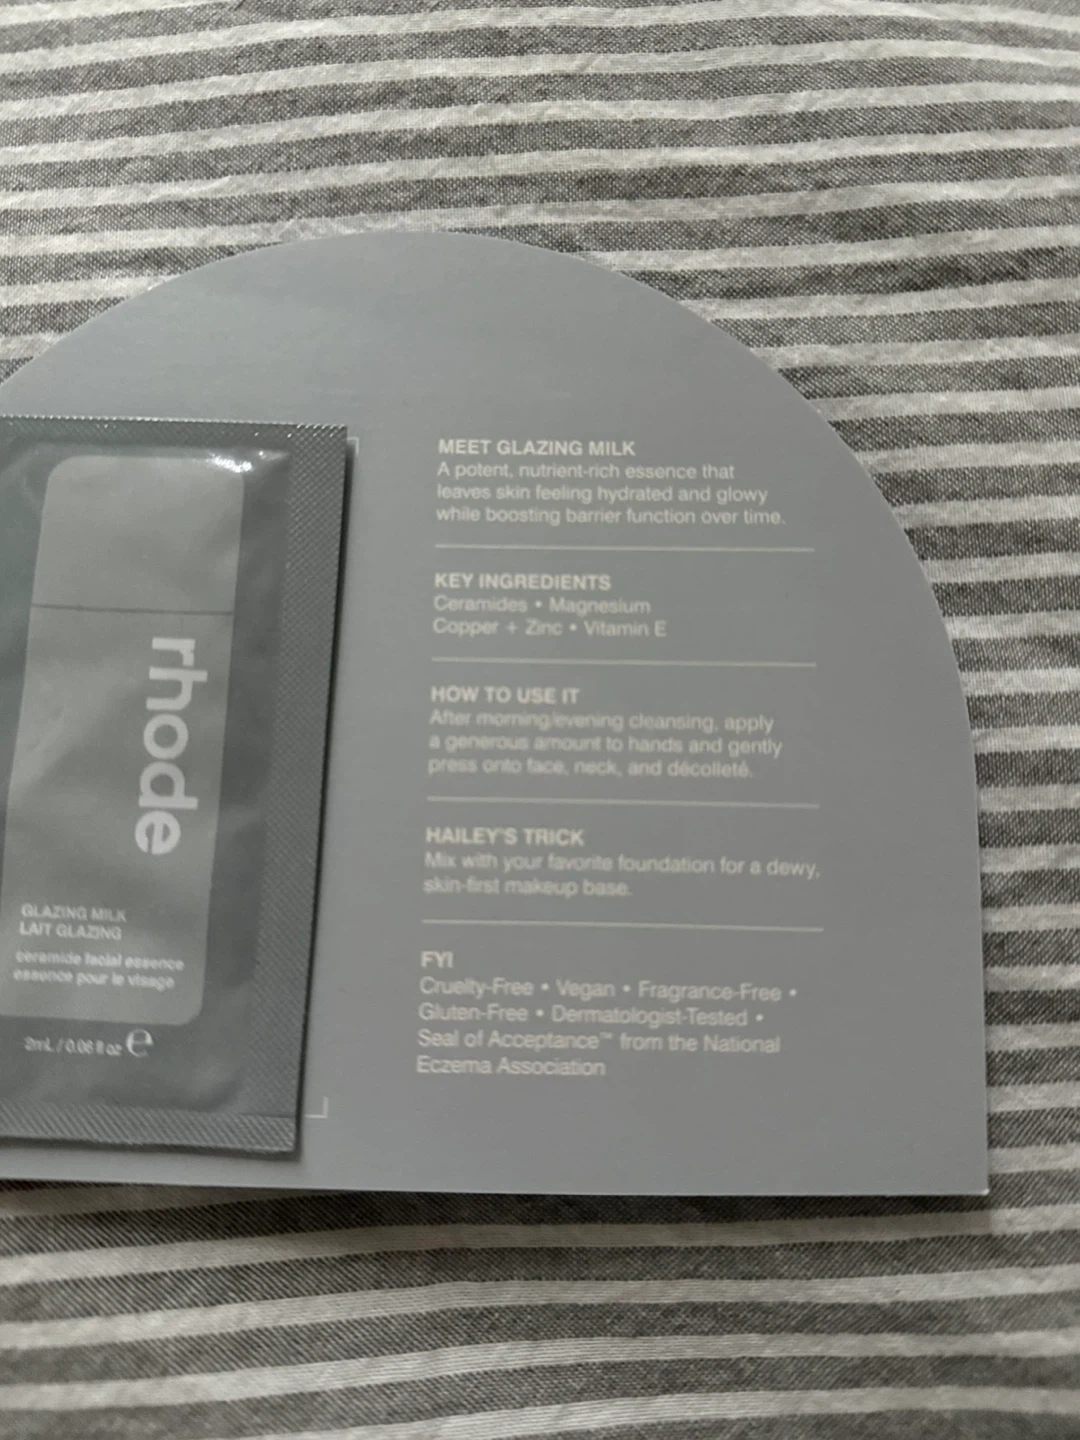 rhode
GLAZING MILK
LAIT GLAZING
ceramide facial essence
essence pour le visage
2mL / 0.06 fl oz ℮
MEET GLAZING MILK
A potent, nutrient-rich essence that
leaves skin feeling hydrated and glowy
while boosting barrier function over time.
KEY INGREDIENTS
Ceramides • Magnesium
Copper + Zinc • Vitamin E
HOW TO USE IT
After morning/evening cleansing, apply
a generous amount to hands and gently
press onto face, neck, and décolleté.
HAILEY'S TRICK
Mix with your favorite foundation for a dewy,
skin-first makeup base.
FYI
Cruelty-Free • Vegan • Fragrance-Free •
Gluten-Free • Dermatologist-Tested •
Seal of Acceptance™ from the National
Eczema Association